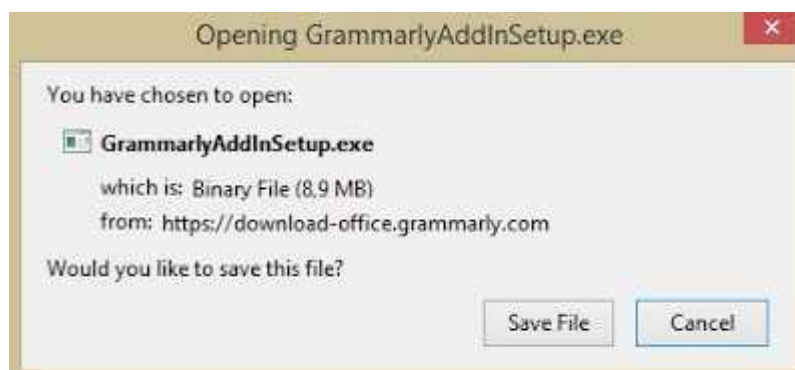 Opening GrammarlyAddInSetup.exe
You have chosen to open:
GrammarlyAddInSetup.exe
which is: Binary File (8,9 MB)
from: https://download-office.grammarly.com
Would you like to save this file?
Save File Cancel